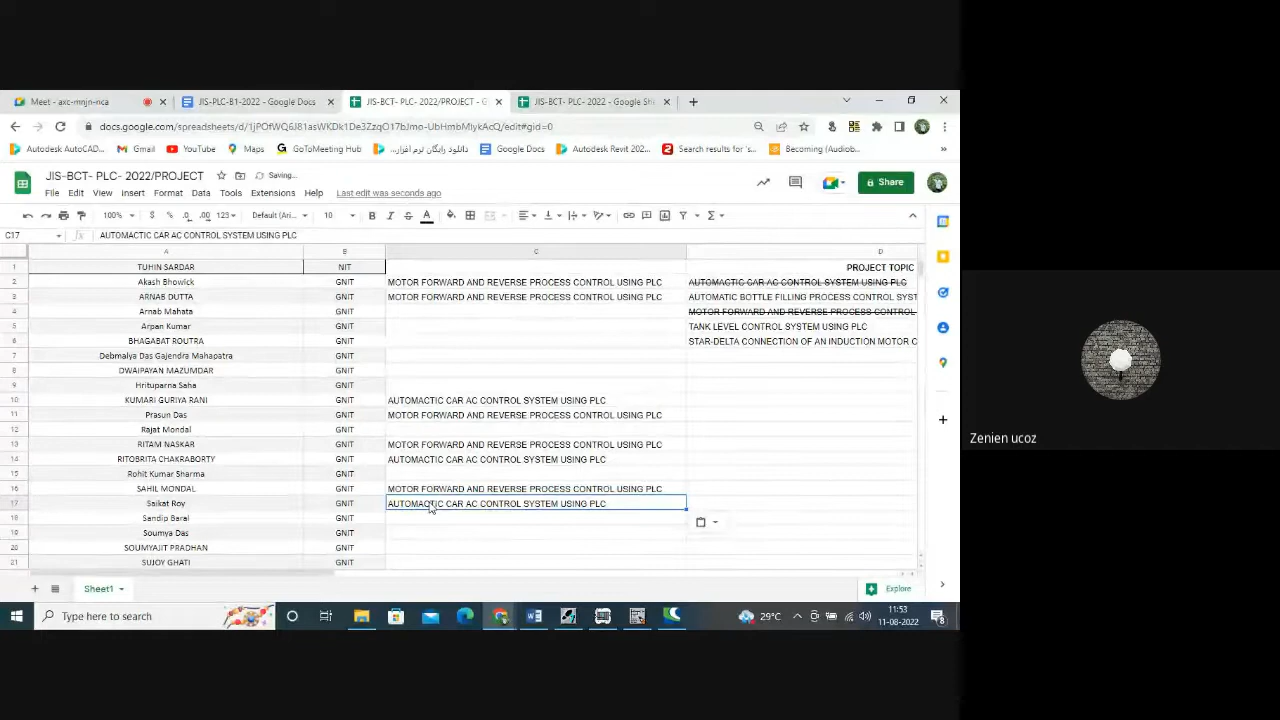 Meet - axc-mnjn-nca
JIS-PLC-B1-2022 - Google Docs
JIS-BCT- PLC- 2022/PROJECT - G
JIS-BCT- PLC - 2022 - Google She
docs.google.com/spreadsheets/d/1jPOfWQ6J81asWKDk1De3ZzqO17bJmo-UbHmbMlykAcQ/edit#gid=0
Autodesk AutoCAD...
Gmail
YouTube
Maps
GoToMeeting Hub
دانلود رایگان نرم افزار...
Google Docs
Autodesk Revit 202...
Search results for 's...
Becoming (Audiob...
»
JIS-BCT- PLC- 2022/PROJECT
Saving...
File Edit View Insert Format Data Tools Extensions Help Last edit was seconds ago
Share
100% $ % .0 .00 123 Default (Ari... 10 B I S A
C17 fx AUTOMACTIC CAR AC CONTROL SYSTEM USING PLC
A B C D
1 TUHIN SARDAR NIT PROJECT TOPIC
2 Akash Bhowick GNIT MOTOR FORWARD AND REVERSE PROCESS CONTROL USING PLC AUTOMACTIC CAR AC CONTROL SYSTEM USING PLC
3 ARNAB DUTTA GNIT MOTOR FORWARD AND REVERSE PROCESS CONTROL USING PLC AUTOMATIC BOTTLE FILLING PROCESS CONTROL SYST
4 Arnab Mahata GNIT MOTOR FORWARD AND REVERSE PROCESS CONTROL
5 Arpan Kumar GNIT TANK LEVEL CONTROL SYSTEM USING PLC
6 BHAGABAT ROUTRA GNIT STAR-DELTA CONNECTION OF AN INDUCTION MOTOR C
7 Debmalya Das Gajendra Mahapatra GNIT
8 DWAIPAYAN MAZUMDAR GNIT
9 Hrituparna Saha GNIT
10 KUMARI GURIYA RANI GNIT AUTOMACTIC CAR AC CONTROL SYSTEM USING PLC
11 Prasun Das GNIT MOTOR FORWARD AND REVERSE PROCESS CONTROL USING PLC
12 Rajat Mondal GNIT
13 RITAM NASKAR GNIT MOTOR FORWARD AND REVERSE PROCESS CONTROL USING PLC
14 RITOBRITA CHAKRABORTY GNIT AUTOMACTIC CAR AC CONTROL SYSTEM USING PLC
15 Rohit Kumar Sharma GNIT
16 SAHIL MONDAL GNIT MOTOR FORWARD AND REVERSE PROCESS CONTROL USING PLC
17 Saikat Roy GNIT AUTOMACTIC CAR AC CONTROL SYSTEM USING PLC
18 Sandip Baral GNIT
19 Soumya Das GNIT
20 SOUMYAJIT PRADHAN GNIT
21 SUJOY GHATI GNIT
Sheet1
Explore
Type here to search
29°C
11:53
11-08-2022
8
Zenien ucoz